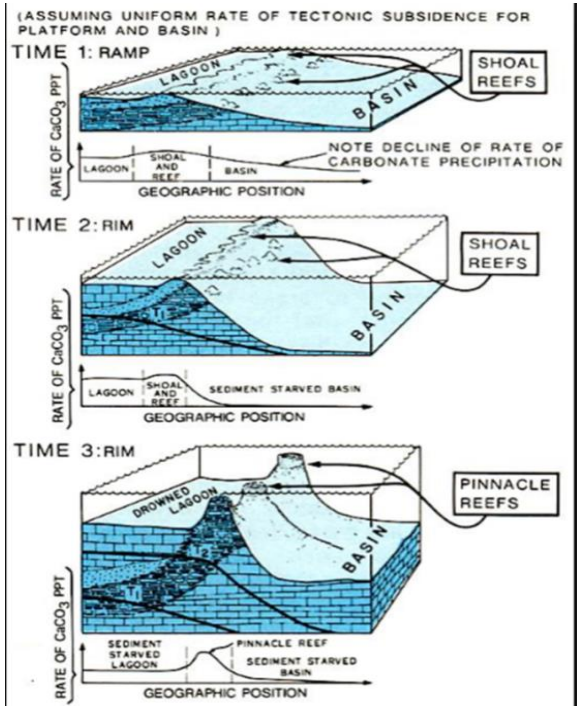 (ASSUMING UNIFORM RATE OF TECTONIC SUBSIDENCE FOR
PLATFORM AND BASIN)
TIME 1: RAMP
LAGOON
BASIN
SHOAL
REEFS
RATE OF CaCO3 PPT
LAGOON
SHOAL
AND
REEF
BASIN
NOTE DECLINE OF RATE OF
CARBONATE PRECIPITATION
GEOGRAPHIC POSITION
TIME 2: RIM
LAGOON
BASIN
SHOAL
REEFS
T1
RATE OF CaCO3 PPT
LAGOON
SHOAL
AND
REEF
SEDIMENT STARVED BASIN
GEOGRAPHIC POSITION
TIME 3: RIM
DROWNED
LAGOON
BASIN
PINNACLE
REEFS
T2
T1
RATE OF CaCO3 PPT
SEDIMENT
STARVED
LAGOON
PINNACLE REEF
SEDIMENT STARVED
BASIN
GEOGRAPHIC POSITION